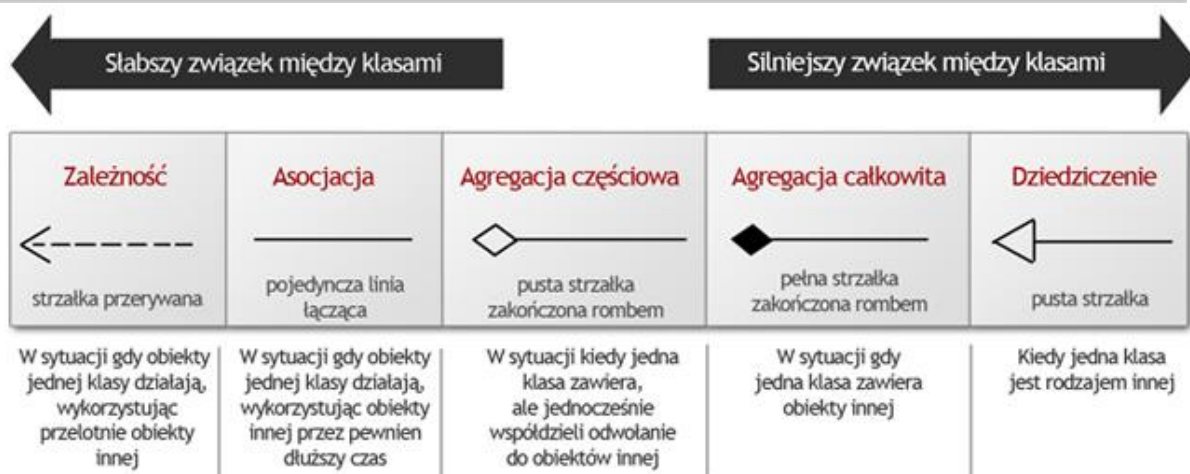 Słabszy związek między klasami
Silniejszy związek między klasami
Zależność
strzałka przerywana
W sytuacji gdy obiekty
jednej klasy działają,
wykorzystując
przelotnie obiekty
innej
Asocjacja
pojedyncza linia
łącząca
W sytuacji gdy obiekty
jednej klasy działają,
wykorzystując obiekty
innej przez pewnien
dłuższy czas
Agregacja częściowa
pusta strzałka
zakończona rombem
W sytuacji kiedy jedna
klasa zawiera,
ale jednocześnie
współdzieli odwołanie
do obiektów innej
Agregacja całkowita
pełna strzałka
zakończona rombem
W sytuacji gdy
jedna klasa zawiera
obiekty innej
Dziedziczenie
pusta strzałka
Kiedy jedna klasa
jest rodzajem innej